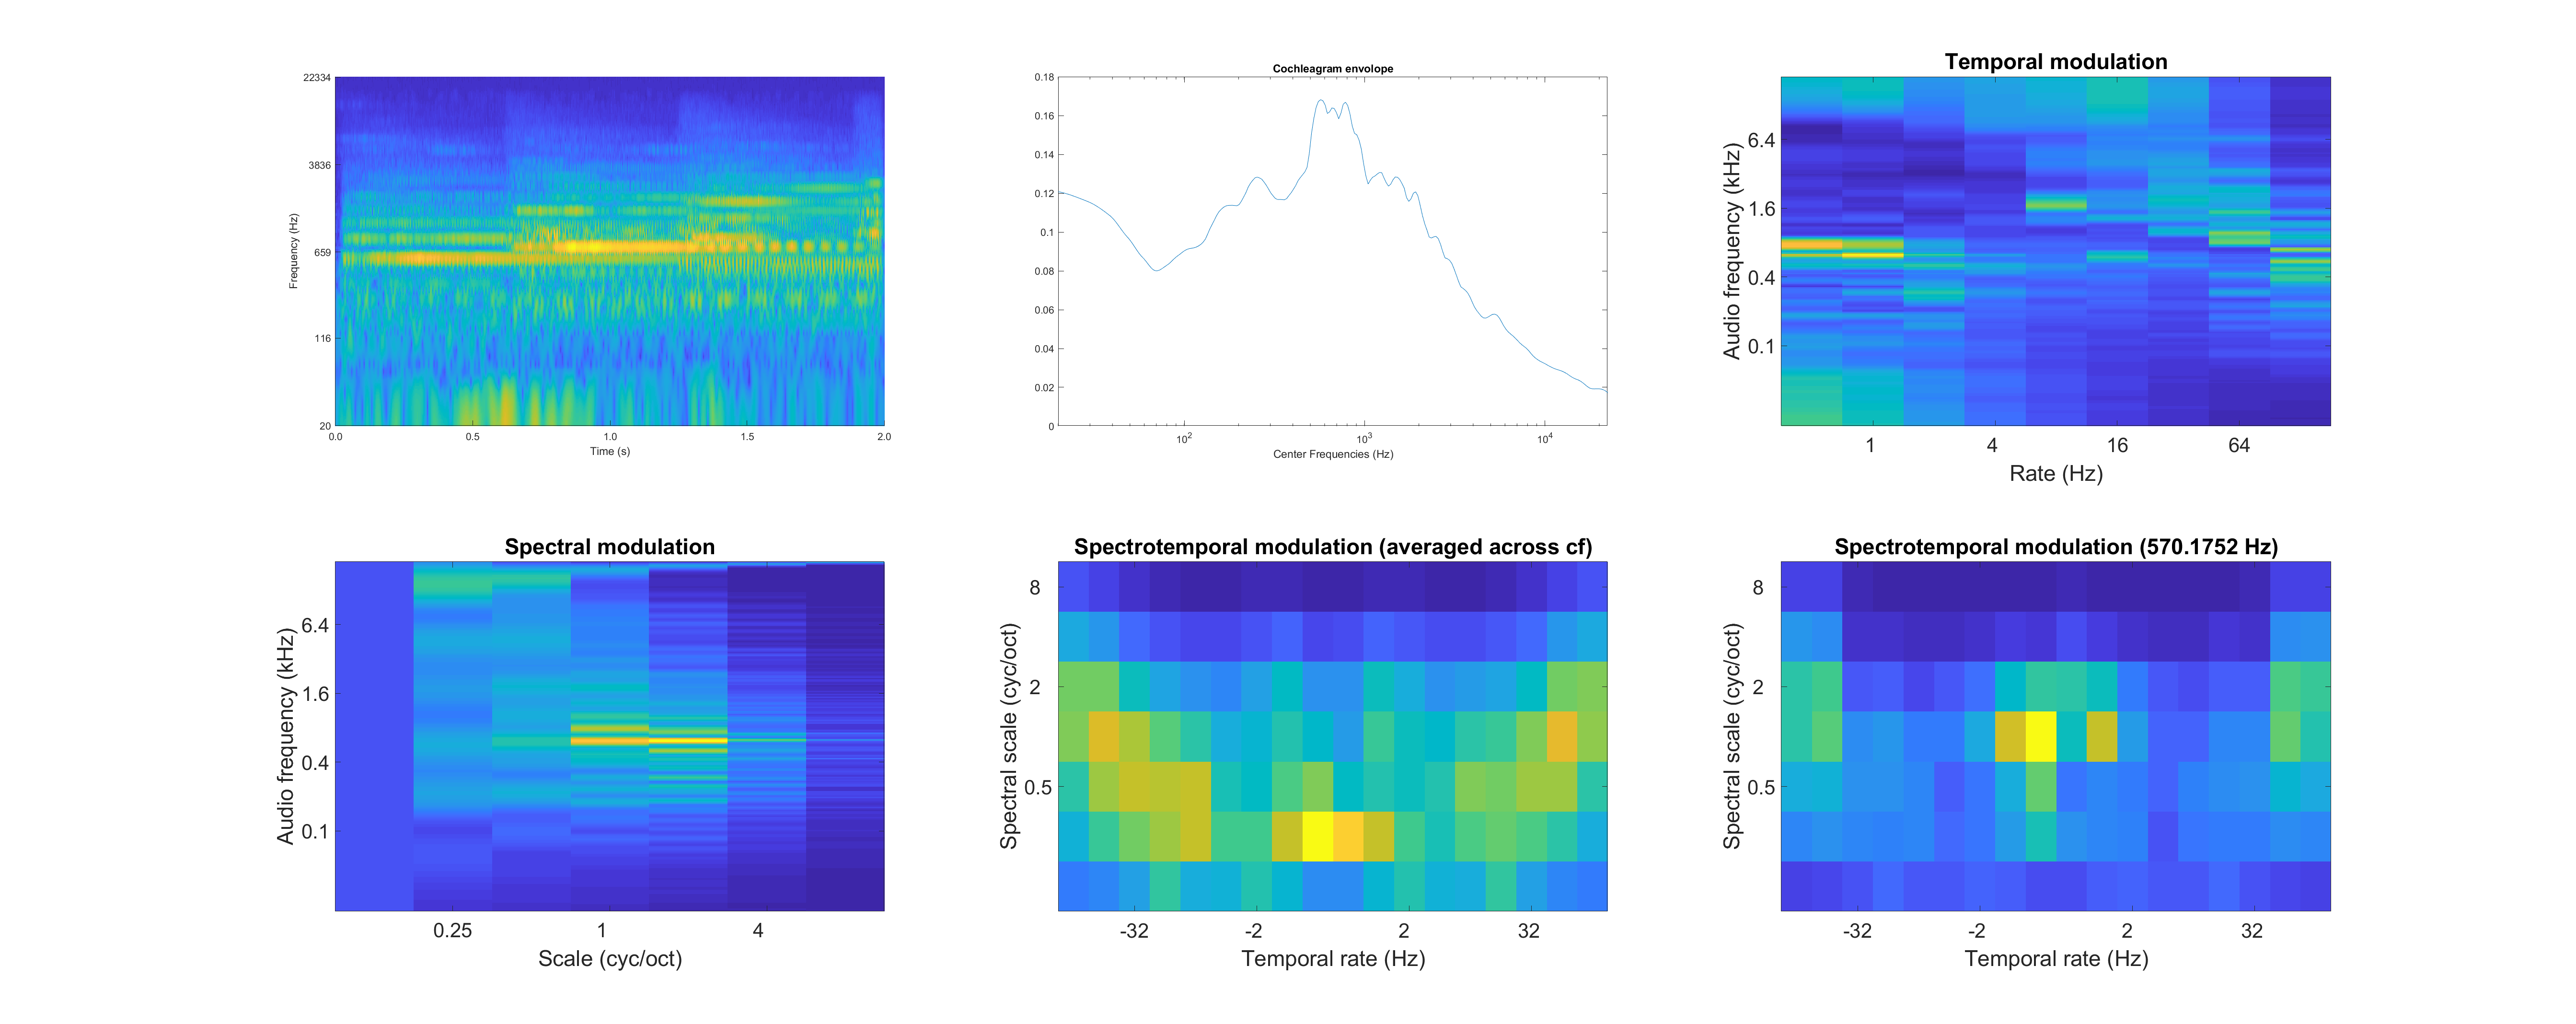 Cochleagram envolope
Temporal modulation
22334
3836
659
116
20
Frequency (Hz)
0.0 0.5 1.0 1.5 2.0
Time (s)
0.18
0.16
0.14
0.12
0.1
0.08
0.06
0.04
0.02
0
10² 10³ 10⁴
Center Frequencies (Hz)
6.4
1.6
0.4
0.1
Audio frequency (kHz)
1 4 16 64
Rate (Hz)
Spectral modulation
6.4
1.6
0.4
0.1
Audio frequency (kHz)
0.25 1 4
Scale (cyc/oct)
Spectrotemporal modulation (averaged across cf)
8
2
0.5
Spectral scale (cyc/oct)
-32 -2 2 32
Temporal rate (Hz)
Spectrotemporal modulation (570.1752 Hz)
8
2
0.5
Spectral scale (cyc/oct)
-32 -2 2 32
Temporal rate (Hz)